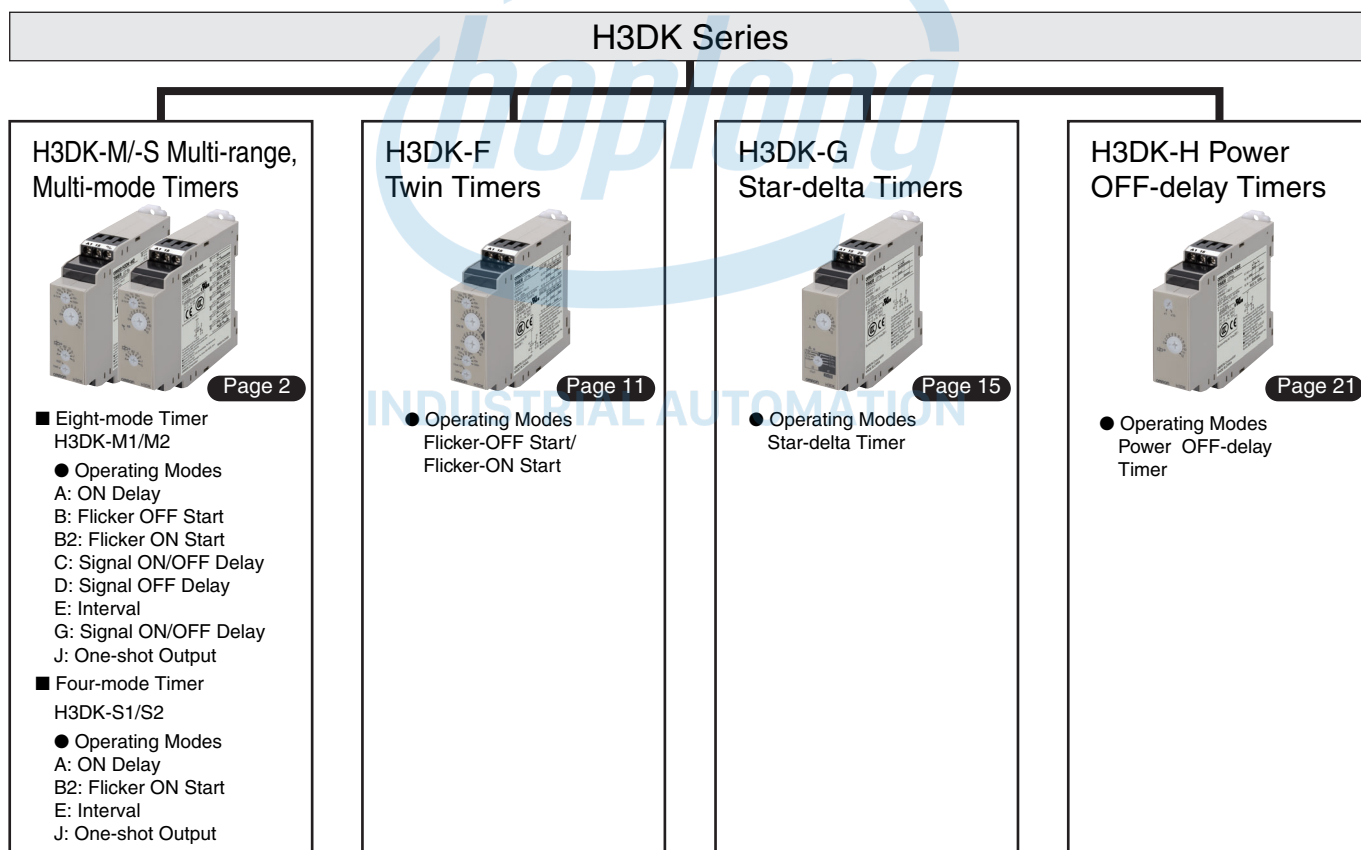 H3DK Series
hoplong
INDUSTRIAL AUTOMATION
H3DK-M/-S Multi-range,
Multi-mode Timers
Page 2
■ Eight-mode Timer
H3DK-M1/M2
● Operating Modes
A: ON Delay
B: Flicker OFF Start
B2: Flicker ON Start
C: Signal ON/OFF Delay
D: Signal OFF Delay
E: Interval
G: Signal ON/OFF Delay
J: One-shot Output
■ Four-mode Timer
H3DK-S1/S2
● Operating Modes
A: ON Delay
B2: Flicker ON Start
E: Interval
J: One-shot Output
H3DK-F
Twin Timers
Page 11
● Operating Modes
Flicker-OFF Start/
Flicker-ON Start
H3DK-G
Star-delta Timers
Page 15
● Operating Modes
Star-delta Timer
H3DK-H Power
OFF-delay Timers
Page 21
● Operating Modes
Power OFF-delay
Timer